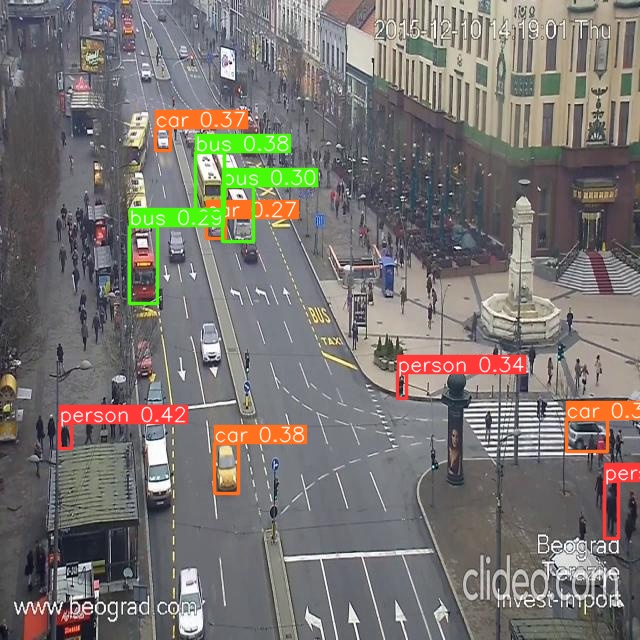 2015-12-10 14:19:01 Thu
car 0.37
bus 0.38
bus 0.30
bus 0.29
car 0.27
BUS
TAXI
person 0.34
person 0.42
car 0.3
car 0.38
pers
Beograd
Terazije
clideo.com
www.beograd.com
Invest-Import